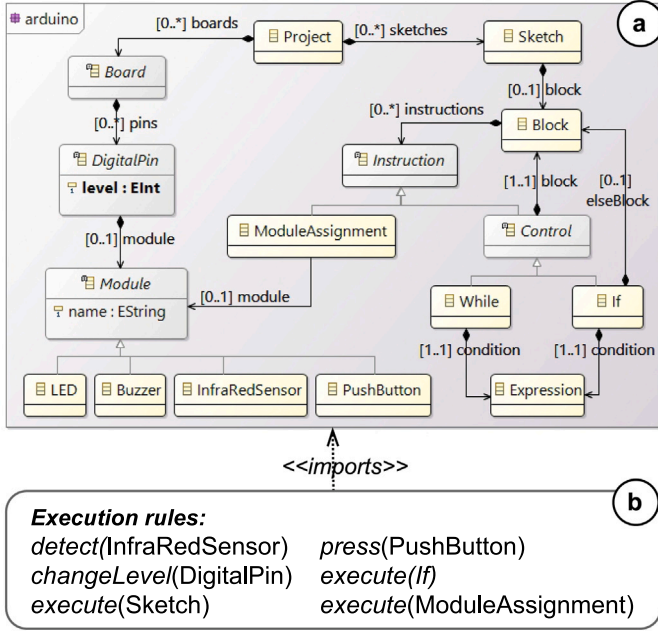 arduino
a
[0..*] boards
Project
[0..*] sketches
Sketch
Board
[0..1] block
[0..*] pins
[0..*] instructions
Block
DigitalPin
level : EInt
Instruction
[1..1] block
[0..1]
elseBlock
[0..1] module
ModuleAssignment
Control
Module
name : EString
[0..1] module
While
If
[1..1] condition
[1..1] condition
LED
Buzzer
InfraRedSensor
PushButton
Expression
<<imports>>
b
Execution rules:
detect(InfraRedSensor) press(PushButton)
changeLevel(DigitalPin) execute(If)
execute(Sketch) execute(ModuleAssignment)